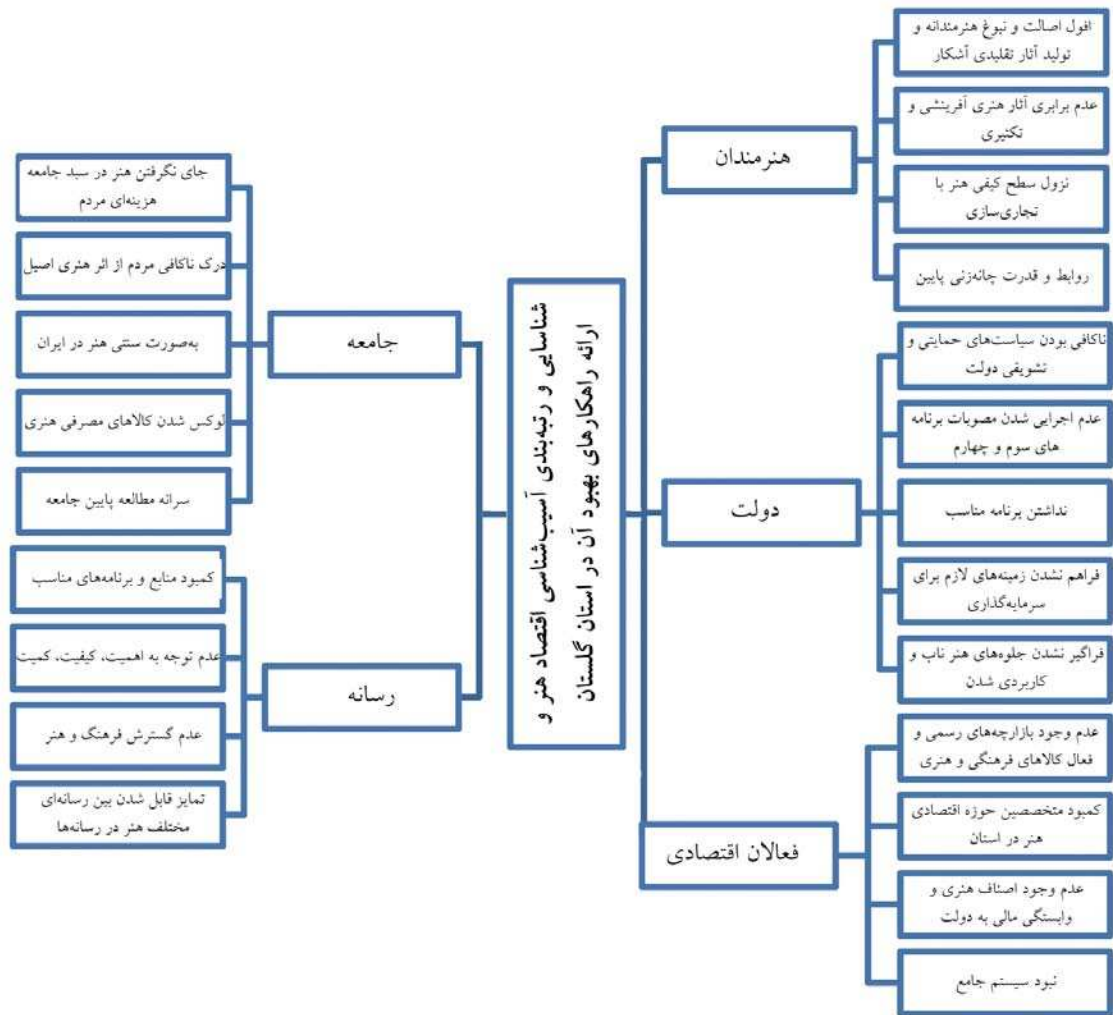 شناسایی و رتبه‌بندی آسیب‌شناسی اقتصاد هنر و
ارائه راهکارهای بهبود آن در استان گلستان
هنرمندان
افول اصالت و نبوغ هنرمندانه و
تولید آثار تقلیدی آشکار
عدم برابری آثار هنری آفرینشی و
تکثیری
نزول سطح کیفی هنر با
تجاری‌سازی
روابط و قدرت چانه‌زنی پایین
دولت
ناکافی بودن سیاست‌های حمایتی و
تشویقی دولت
عدم اجرایی شدن مصوبات برنامه
های سوم و چهارم
نداشتن برنامه مناسب
فراهم نشدن زمینه‌های لازم برای
سرمایه‌گذاری
فراگیر نشدن جلوه‌های هنر ناب و
کاربردی شدن
فعالان اقتصادی
عدم وجود بازارچه‌های رسمی و
فعال کالاهای فرهنگی و هنری
کمبود متخصصین حوزه اقتصادی
هنر در استان
عدم وجود اصناف هنری و
وابستگی مالی به دولت
نبود سیستم جامع
جامعه
جای نگرفتن هنر در سبد جامعه
هزینه‌ای مردم
درک ناکافی مردم از اثر هنری اصیل
به‌صورت سنتی هنر در ایران
لوکس شدن کالاهای مصرفی هنری
سرانه مطالعه پایین جامعه
رسانه
کمبود منابع و برنامه‌های مناسب
عدم توجه به اهمیت، کیفیت، کمیت
عدم گسترش فرهنگ و هنر
تمایز قابل شدن بین رسانه‌ای
مختلف هنر در رسانه‌ها